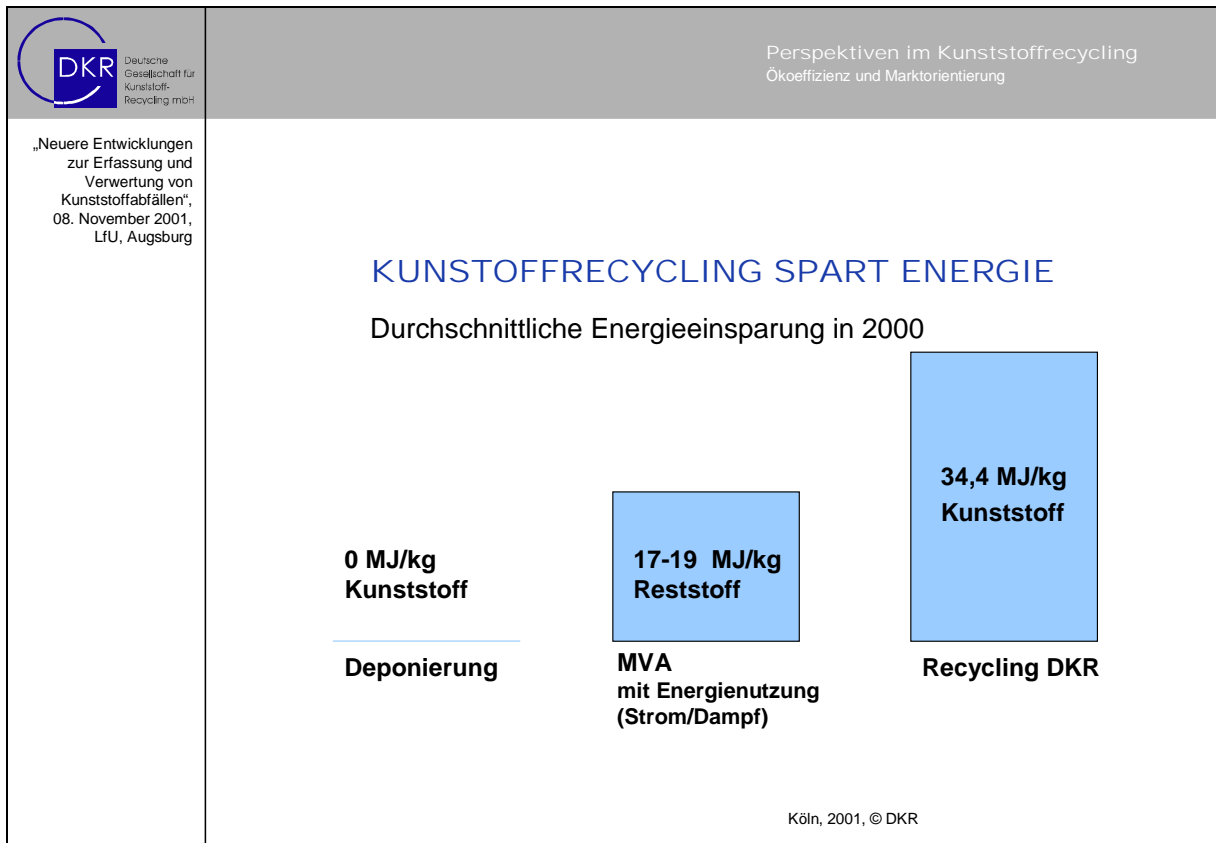 DKR
Deutsche
Gesellschaft für
Kunststoff-
Recycling mbH
Perspektiven im Kunststoffrecycling
Ökoeffizienz und Marktorientierung
„Neuere Entwicklungen
zur Erfassung und
Verwertung von
Kunststoffabfällen“,
08. November 2001,
LfU, Augsburg
KUNSTOFFRECYCLING SPART ENERGIE
Durchschnittliche Energieeinsparung in 2000
0 MJ/kg
Kunststoff
Deponierung
17-19 MJ/kg
Reststoff
MVA
mit Energienutzung
(Strom/Dampf)
34,4 MJ/kg
Kunststoff
Recycling DKR
Köln, 2001, © DKR